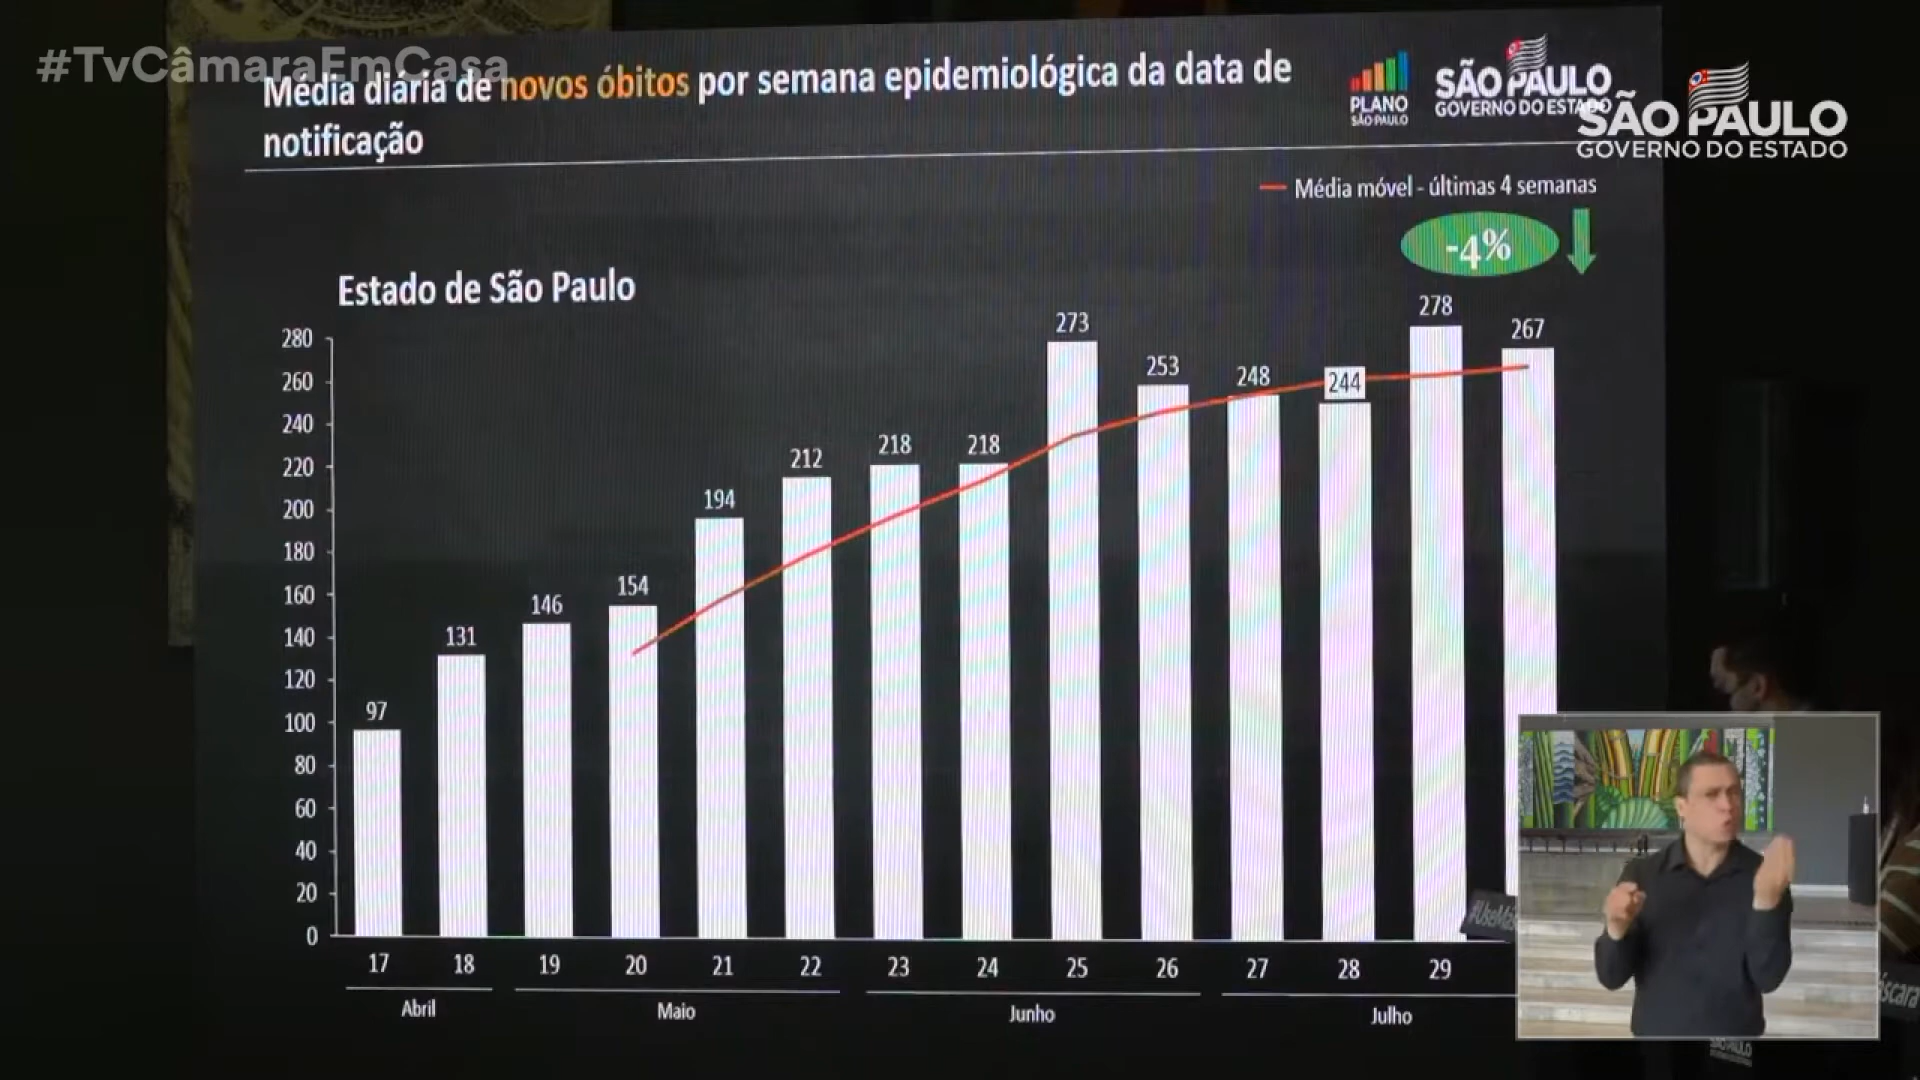 #TvCâmaraEmCasa
Média diária de novos óbitos por semana epidemiológica da data de
notificação
PLANO
SÃO PAULO
SÃO PAULO
GOVERNO DO ESTADO
SÃO PAULO
GOVERNO DO ESTADO
Média móvel - últimas 4 semanas
-4%
Estado de São Paulo
280
260
240
220
200
180
160
140
120
100
80
60
40
20
0
97
131
146
154
194
212
218
218
273
253
248
244
278
267
17 18 19 20 21 22 23 24 25 26 27 28 29
Abril Maio Junho Julho
#UseMás
áscara
SÃO PAULO